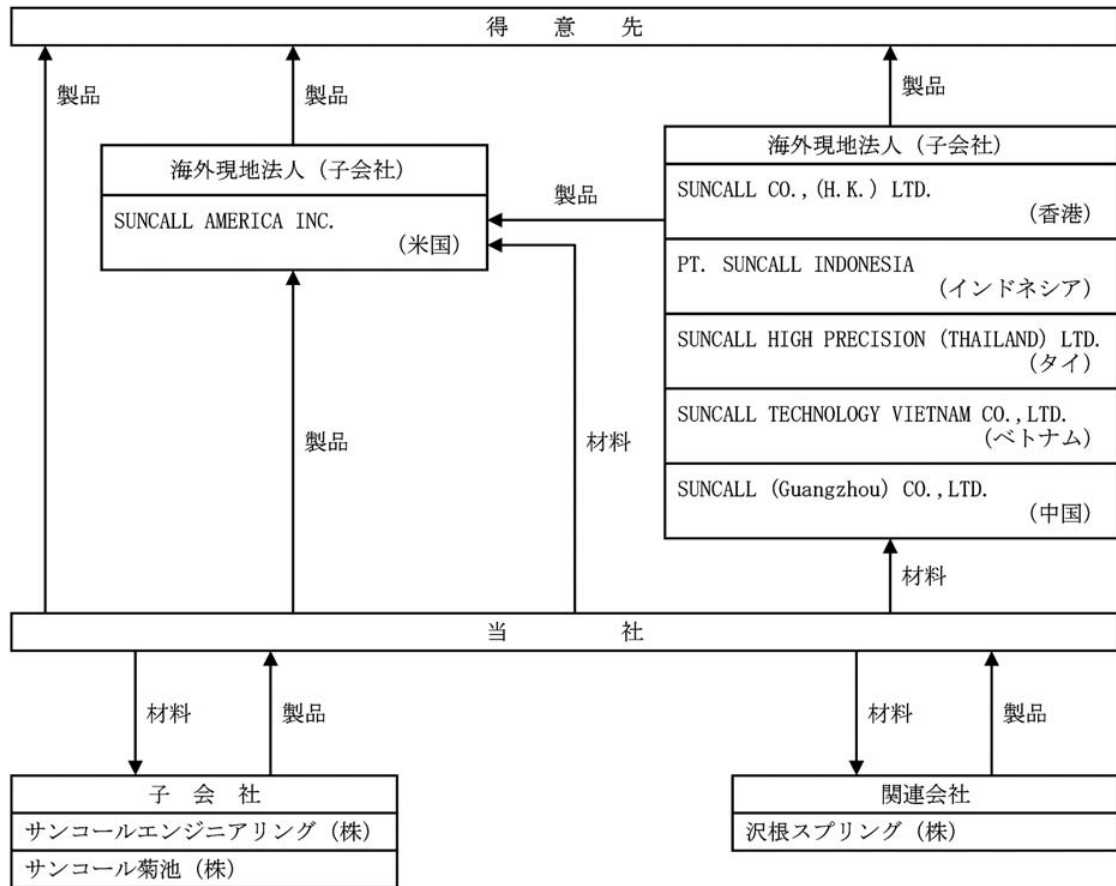 得 意 先
製品
製品
製品
海外現地法人（子会社）
SUNCALL AMERICA INC.
（米国）
製品
海外現地法人（子会社）
SUNCALL CO.,(H.K.) LTD.
（香港）
PT. SUNCALL INDONESIA
（インドネシア）
SUNCALL HIGH PRECISION (THAILAND) LTD.
（タイ）
SUNCALL TECHNOLOGY VIETNAM CO.,LTD.
（ベトナム）
SUNCALL (Guangzhou) CO.,LTD.
（中国）
製品
材料
材料
当 社
材料
製品
材料
製品
子 会 社
サンコールエンジニアリング（株）
サンコール菊池（株）
関連会社
沢根スプリング（株）